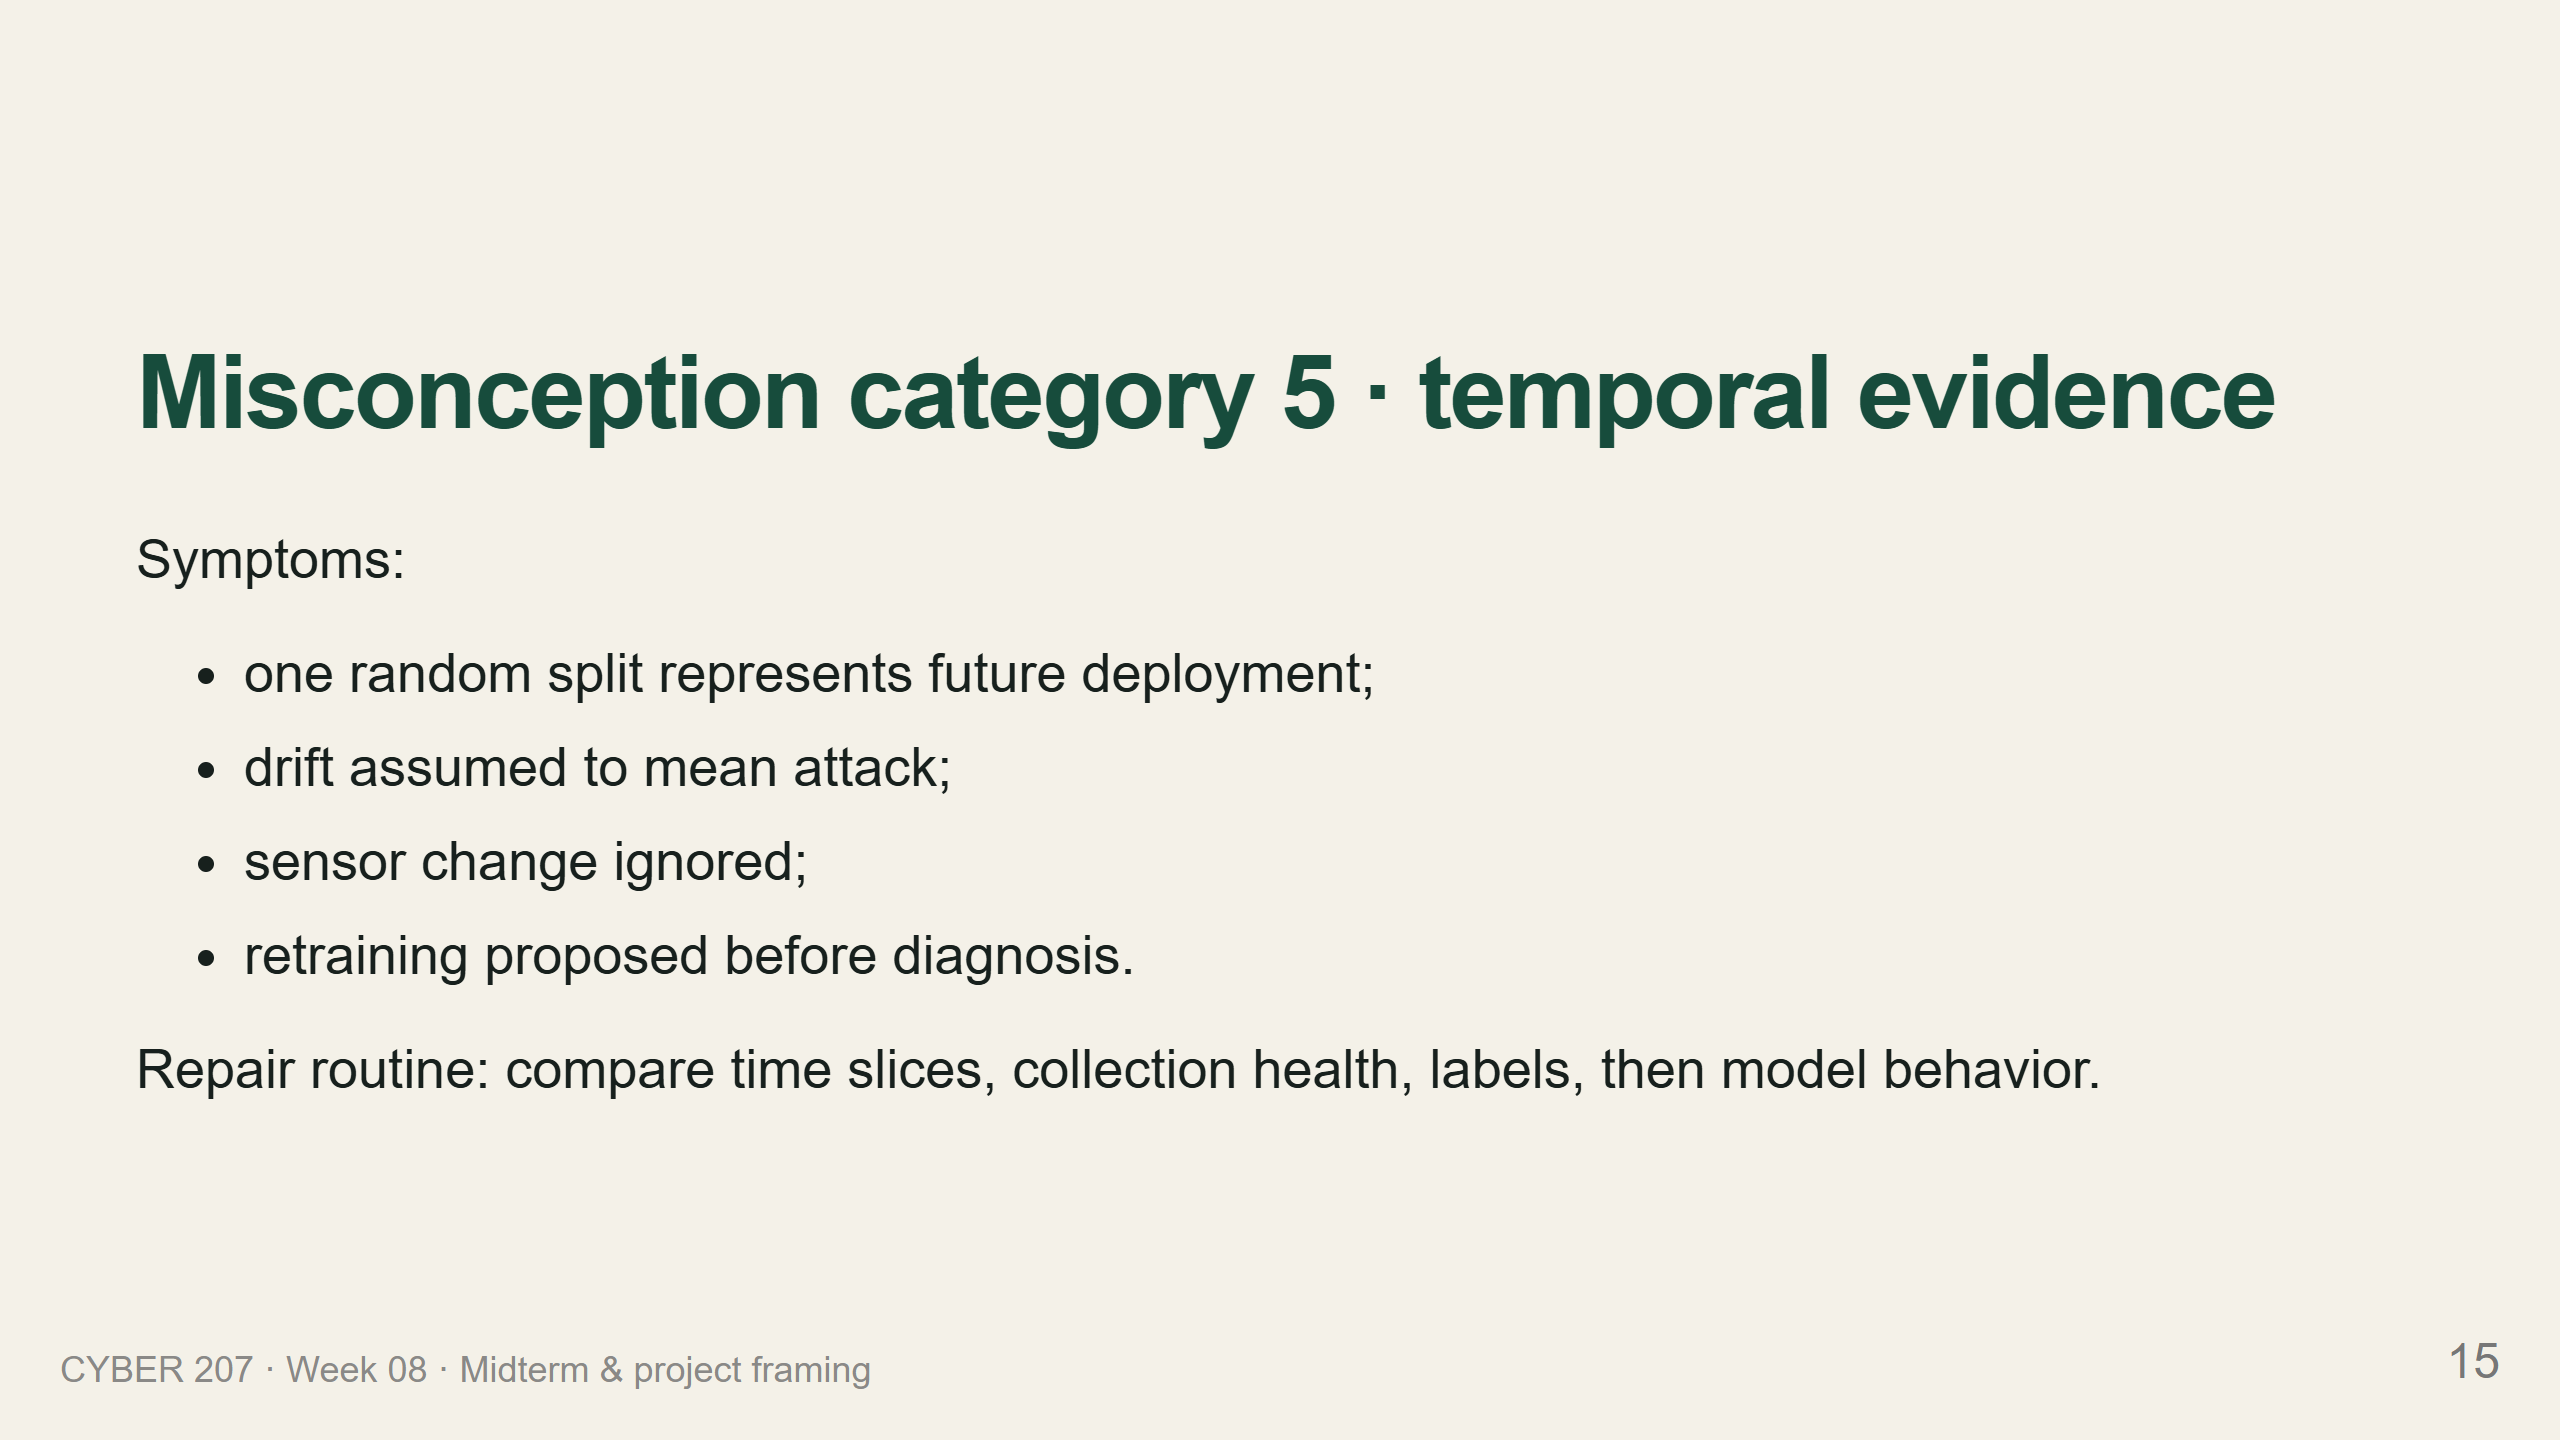 Misconception category 5 · temporal evidence
Symptoms:
• one random split represents future deployment;
• drift assumed to mean attack;
• sensor change ignored;
• retraining proposed before diagnosis.
Repair routine: compare time slices, collection health, labels, then model behavior.
CYBER 207 · Week 08 · Midterm & project framing
15